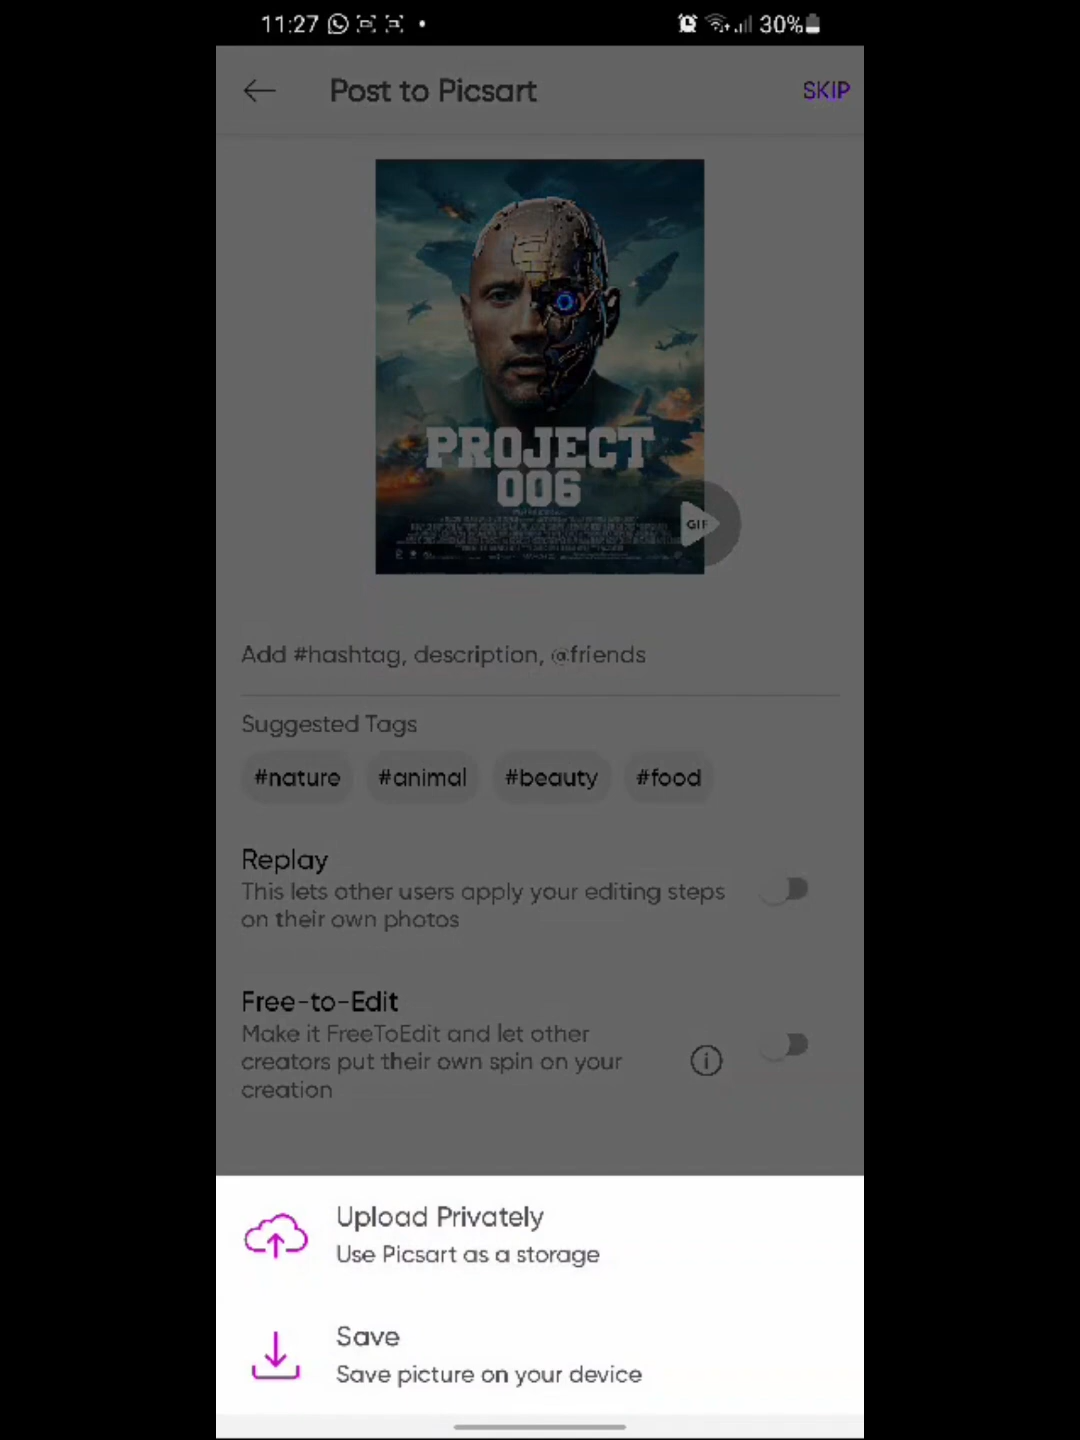 11:27 30%
Post to Picsart SKIP
PROJECT
006
GIF
Add #hashtag, description, @friends
Suggested Tags
#nature #animal #beauty #food
Replay
This lets other users apply your editing steps
on their own photos
Free-to-Edit
Make it FreeToEdit and let other
creators put their own spin on your
creation
Upload Privately
Use Picsart as a storage
Save
Save picture on your device